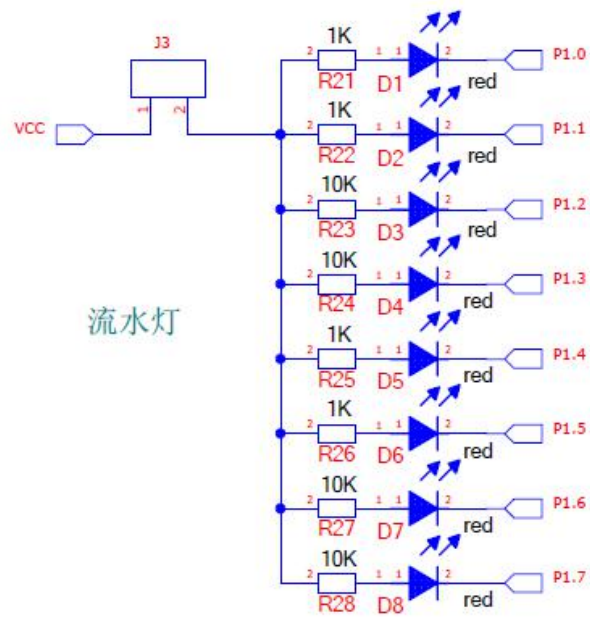 J3
1 2
VCC
流水灯
1K
2 1 1 2 P1.0
R21 D1 red
1K
2 1 1 2 P1.1
R22 D2 red
10K
2 1 1 2 P1.2
R23 D3 red
10K
2 1 1 2 P1.3
R24 D4 red
1K
2 1 1 2 P1.4
R25 D5 red
1K
2 1 1 2 P1.5
R26 D6 red
10K
2 1 1 2 P1.6
R27 D7 red
10K
2 1 1 2 P1.7
R28 D8 red